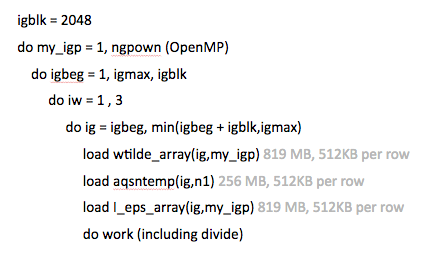 igblk = 2048
do my_igp = 1, ngpown (OpenMP)
do igbeg = 1, igmax, igblk
do iw = 1 , 3
do ig = igbeg, min(igbeg + igblk,igmax)
load wtilde_array(ig,my_igp) 819 MB, 512KB per row
load aqsntemp(ig,n1) 256 MB, 512KB per row
load I_eps_array(ig,my_igp) 819 MB, 512KB per row
do work (including divide)